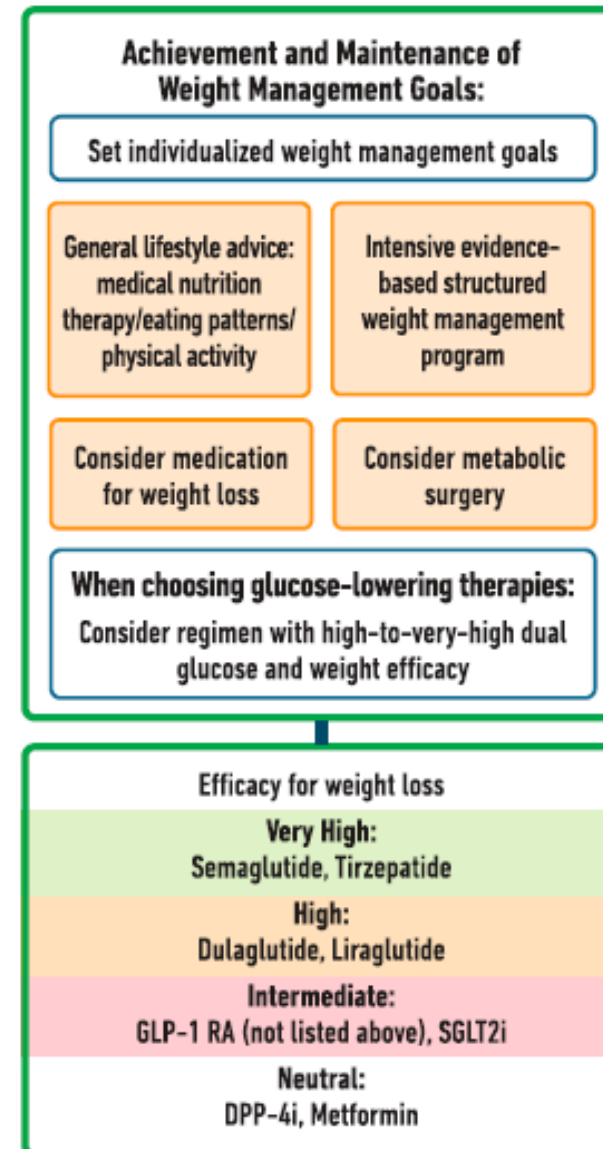 Achievement and Maintenance of
Weight Management Goals:
Set individualized weight management goals
General lifestyle advice:
medical nutrition
therapy/eating patterns/
physical activity
Intensive evidence-
based structured
weight management
program
Consider medication
for weight loss
Consider metabolic
surgery
When choosing glucose-lowering therapies:
Consider regimen with high-to-very-high dual
glucose and weight efficacy
Efficacy for weight loss
Very High:
Semaglutide, Tirzepatide
High:
Dulaglutide, Liraglutide
Intermediate:
GLP-1 RA (not listed above), SGLT2i
Neutral:
DPP-4i, Metformin